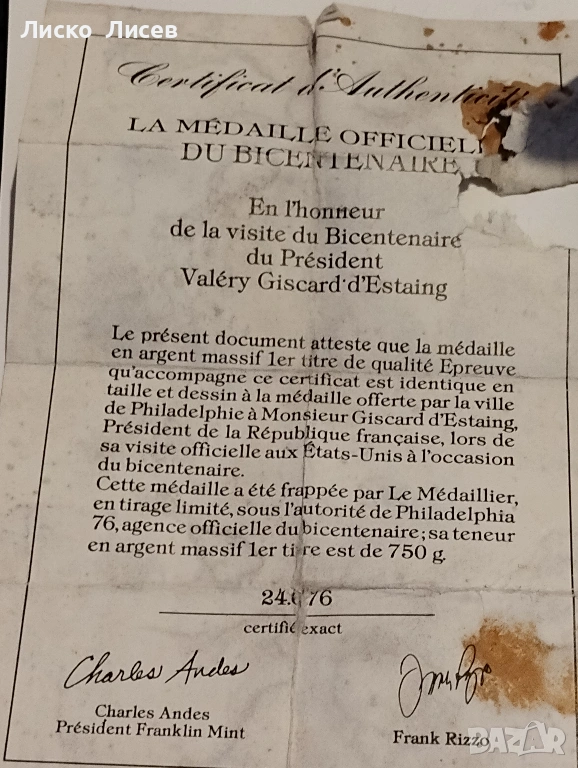 Лиско Лисев
Certificat d'Authenticité
LA MÉDAILLE OFFICIELL
DU BICENTENAIRE
En l'honneur
de la visite du Bicentenaire
du Président
Valéry Giscard d'Estaing
Le présent document atteste que la médaille
en argent massif 1er titre de qualité Epreuve
qu'accompagne ce certificat est identique en
taille et dessin à la médaille offerte par la ville
de Philadelphie à Monsieur Giscard d'Estaing,
Président de la République française, lors de
sa visite officielle aux États-Unis à l'occasion
du bicentenaire.
Cette médaille a été frappée par Le Médaillier,
en tirage limité, sous l'autorité de Philadelphia
76, agence officielle du bicentenaire; sa teneur
en argent massif 1er titre est de 750 g.
certifié exact
Charles Andes
Charles Andes
Président Franklin Mint
Frank Rizzo
BAZAR